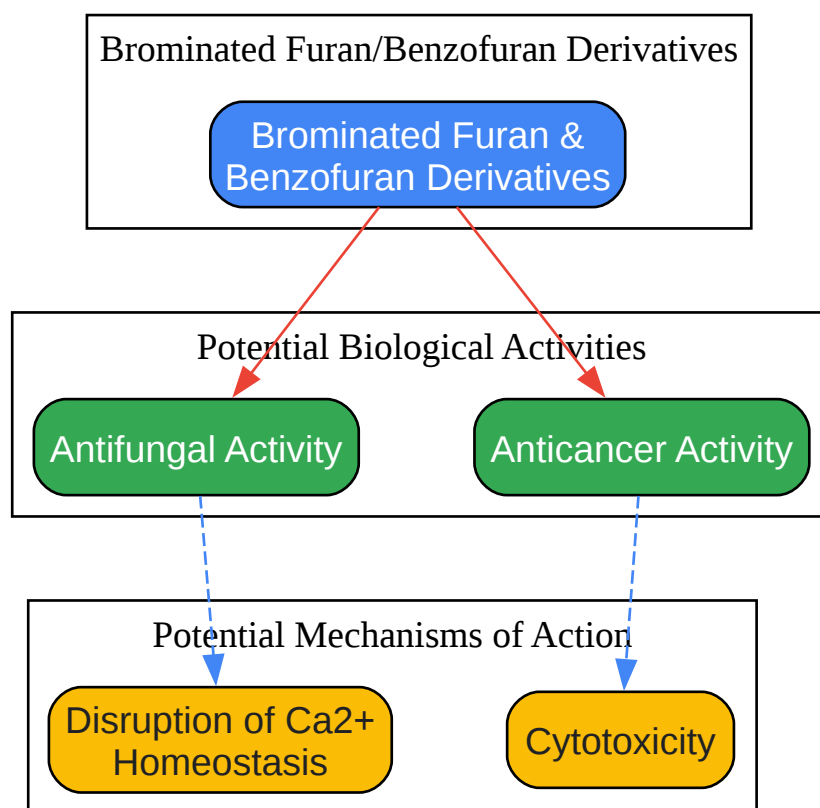 Brominated Furan/Benzofuran Derivatives
Brominated Furan &
Benzofuran Derivatives
Potential Biological Activities
Antifungal Activity
Anticancer Activity
Potential Mechanisms of Action
Disruption of Ca2+
Homeostasis
Cytotoxicity